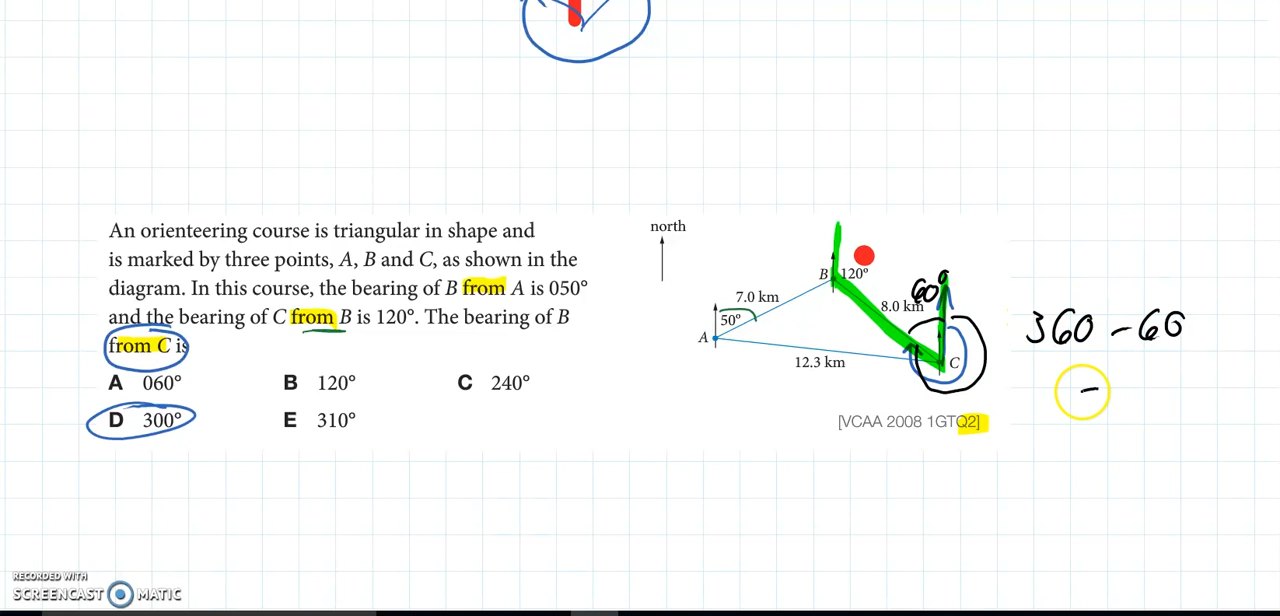 An orienteering course is triangular in shape and
is marked by three points, A, B and C, as shown in the
diagram. In this course, the bearing of B from A is 050°
and the bearing of C from B is 120°. The bearing of B
from C is
A 060° B 120° C 240°
D 300° E 310°
north
B 120°
7.0 km
60°
8.0 km
50°
A
12.3 km
C
[VCAA 2008 1GTQ2]
360 - 60
=
RECORDED WITH
SCREENCAST MATIC